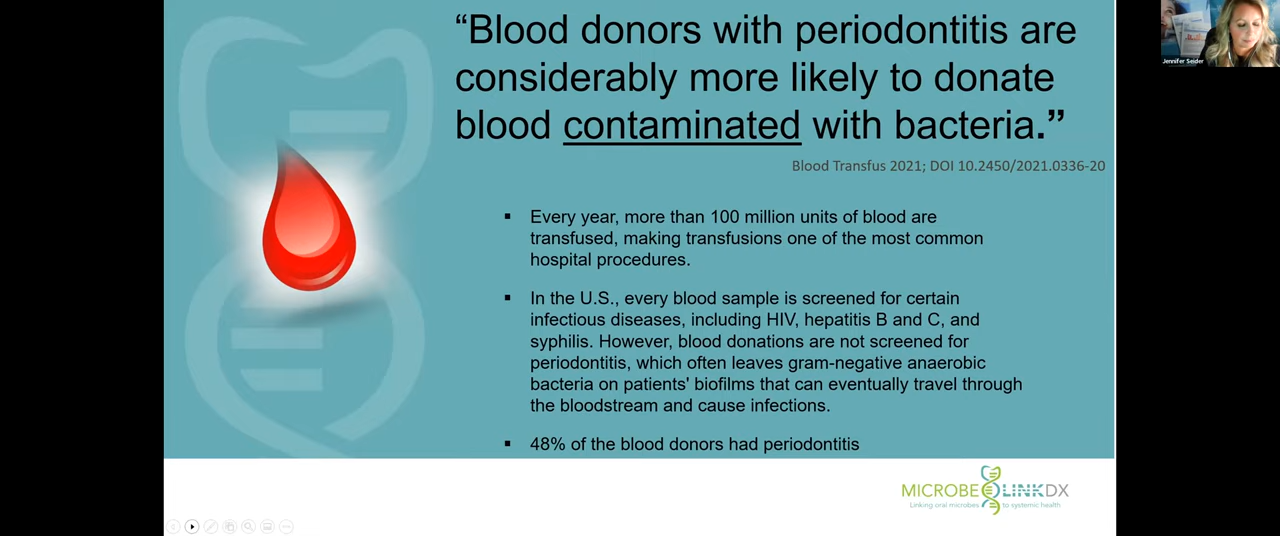 “Blood donors with periodontitis are
considerably more likely to donate
blood contaminated with bacteria.”
Blood Transfus 2021; DOI 10.2450/2021.0336-20
▪ Every year, more than 100 million units of blood are
transfused, making transfusions one of the most common
hospital procedures.
▪ In the U.S., every blood sample is screened for certain
infectious diseases, including HIV, hepatitis B and C, and
syphilis. However, blood donations are not screened for
periodontitis, which often leaves gram-negative anaerobic
bacteria on patients' biofilms that can eventually travel through
the bloodstream and cause infections.
▪ 48% of the blood donors had periodontitis
MICROBE LINKDX
Linking oral microbes to systemic health
Jennifer Seider